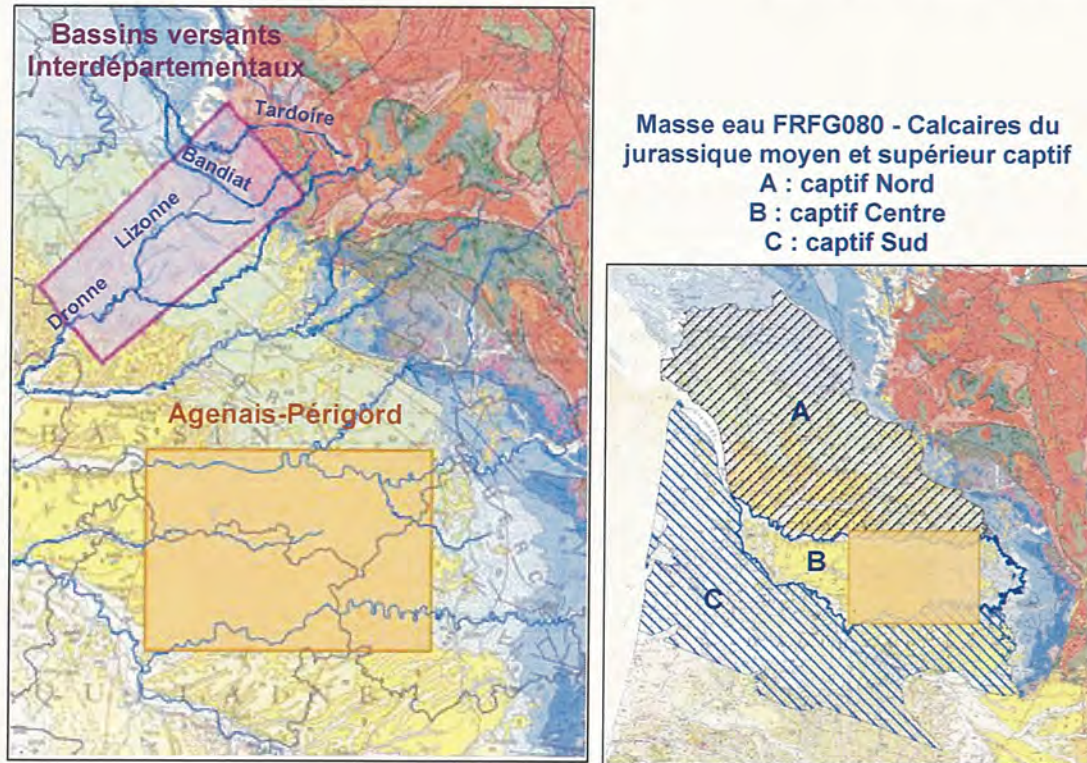 Bassins versants
Interdépartementaux
Tardoire
Bandiat
Lizonne
Dronne
Agenais-Périgord
Masse eau FRFG080 - Calcaires du
jurassique moyen et supérieur captif
A : captif Nord
B : captif Centre
C : captif Sud
A
B
C